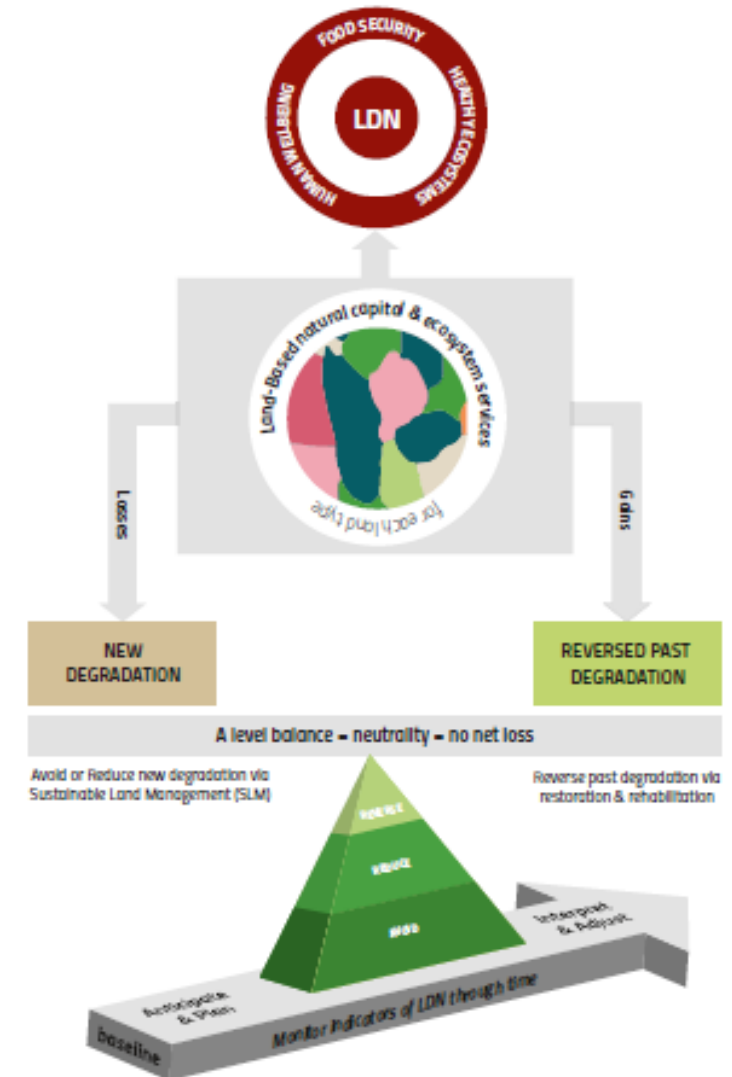 FOOD SECURITY
HEALTHY ECOSYSTEMS
HUMAN WELLBEING
LDN
Land-Based natural capital & ecosystem services
for each land type
Losses
Gains
NEW
DEGRADATION
REVERSED PAST
DEGRADATION
A level balance = neutrality = no net loss
Avoid or Reduce new degradation via
Sustainable Land Management (SLM)
Reverse past degradation via
restoration & rehabilitation
REVERSE
REDUCE
AVOID
Interpret
& Adjust
Anticipate
& Plan
Monitor Indicators of LDN through time
baseline